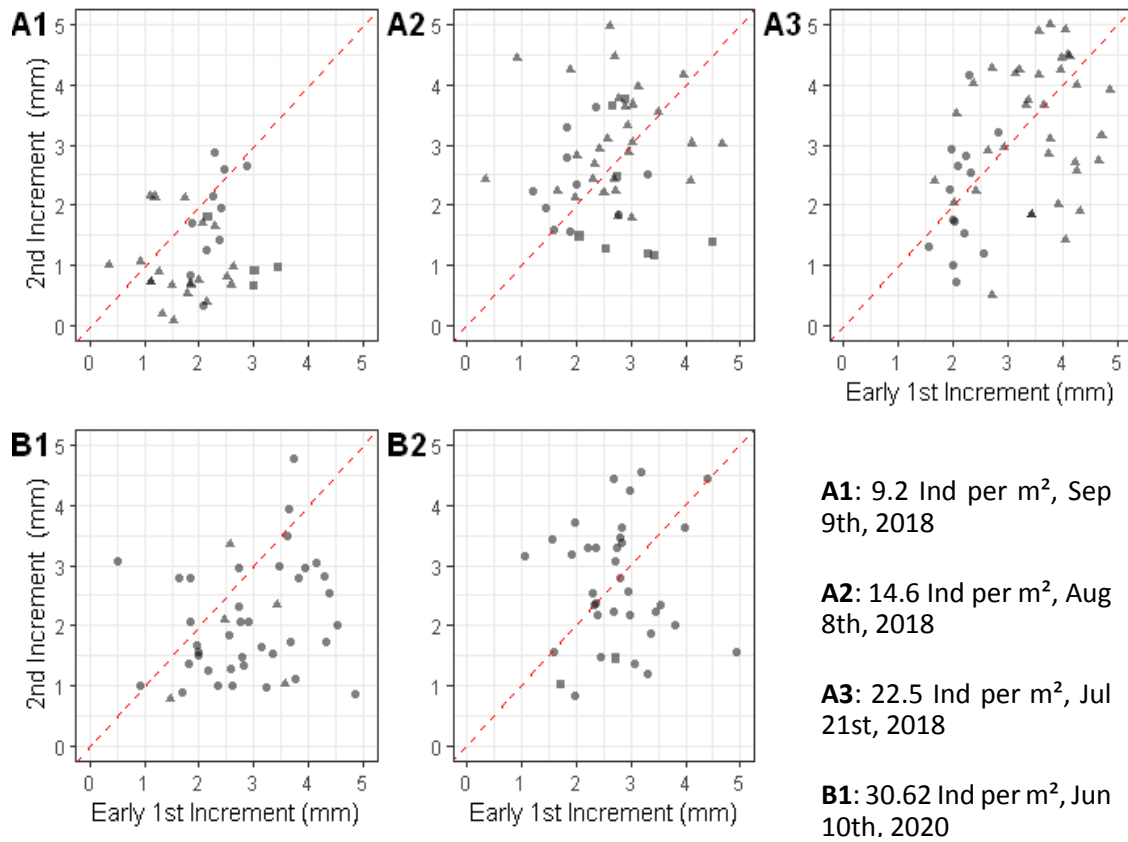 A1
5
4
3
2
1
0
2nd Increment (mm)
0 1 2 3 4 5
A2
5
4
3
2
1
0
0 1 2 3 4 5
A3
5
4
3
2
1
0
0 1 2 3 4 5
Early 1st Increment (mm)
B1
5
4
3
2
1
0
2nd Increment (mm)
0 1 2 3 4 5
Early 1st Increment (mm)
B2
5
4
3
2
1
0
0 1 2 3 4 5
Early 1st Increment (mm)
A1: 9.2 Ind per m², Sep
9th, 2018
A2: 14.6 Ind per m², Aug
8th, 2018
A3: 22.5 Ind per m², Jul
21st, 2018
B1: 30.62 Ind per m², Jun
10th, 2020